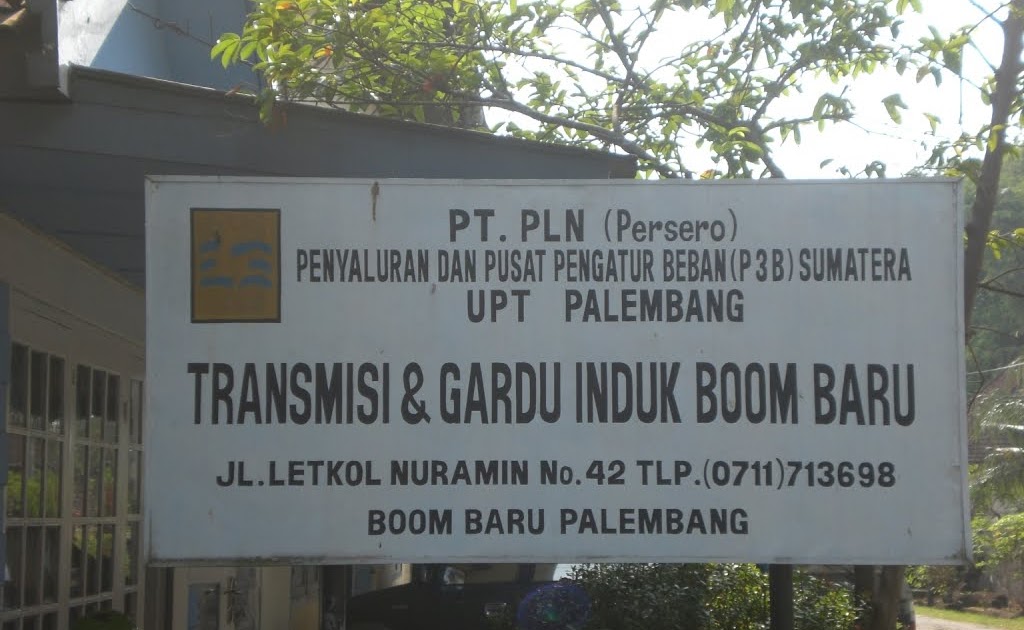 PT. PLN (Persero)
PENYALURAN DAN PUSAT PENGATUR BEBAN(P3B) SUMATERA
UPT PALEMBANG
TRANSMISI & GARDU INDUK BOOM BARU
JL.LETKOL NURAMIN No.42 TLP.(0711)713698
BOOM BARU PALEMBANG